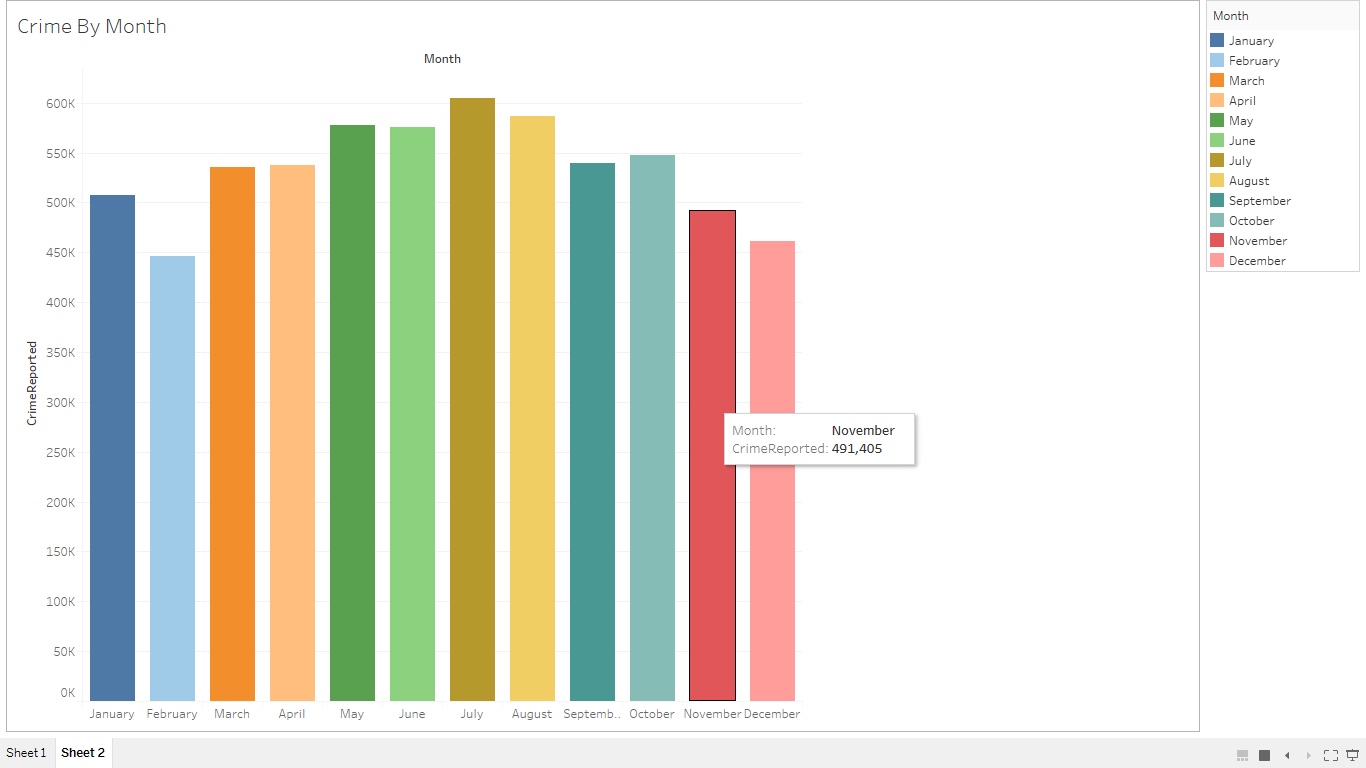 Crime By Month
Month
600K
550K
500K
450K
400K
350K
300K
250K
200K
150K
100K
50K
0K
CrimeReported
January February March April May June July August Septemb.. October November December
Month: November
CrimeReported: 491,405
Month
January
February
March
April
May
June
July
August
September
October
November
December
Sheet 1 Sheet 2